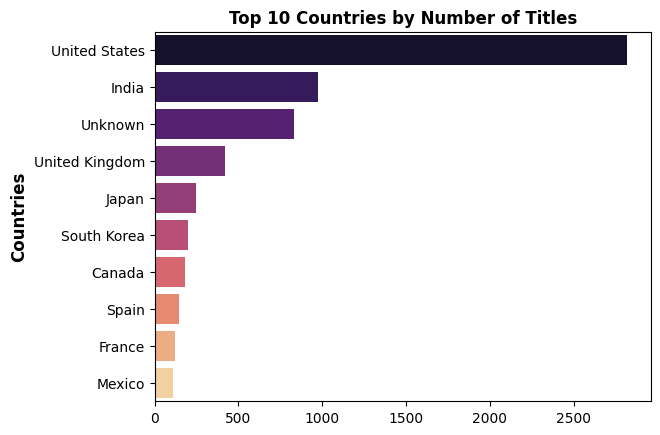 Top 10 Countries by Number of Titles
Countries
United States
India
Unknown
United Kingdom
Japan
South Korea
Canada
Spain
France
Mexico
0 500 1000 1500 2000 2500